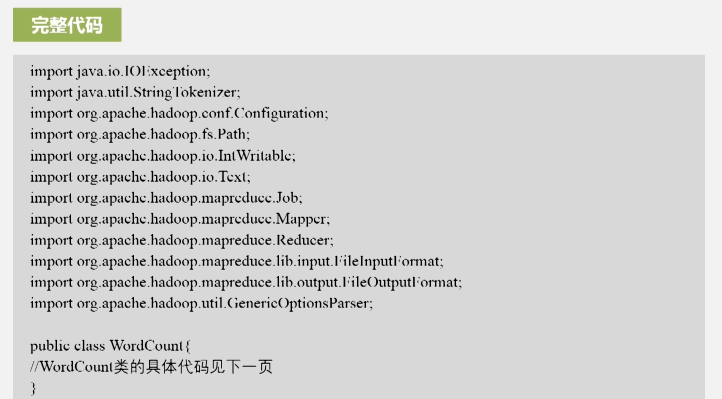 完整代码
import java.io.IOException;
import java.util.StringTokenizer;
import org.apache.hadoop.conf.Configuration;
import org.apache.hadoop.fs.Path;
import org.apache.hadoop.io.IntWritable;
import org.apache.hadoop.io.Text;
import org.apache.hadoop.mapreduce.Job;
import org.apache.hadoop.mapreduce.Mapper;
import org.apache.hadoop.mapreduce.Reducer;
import org.apache.hadoop.mapreduce.lib.input.FileInputFormat;
import org.apache.hadoop.mapreduce.lib.output.FileOutputFormat;
import org.apache.hadoop.util.GenericOptionsParser;
public class WordCount{
//WordCount类的具体代码见下一页
}